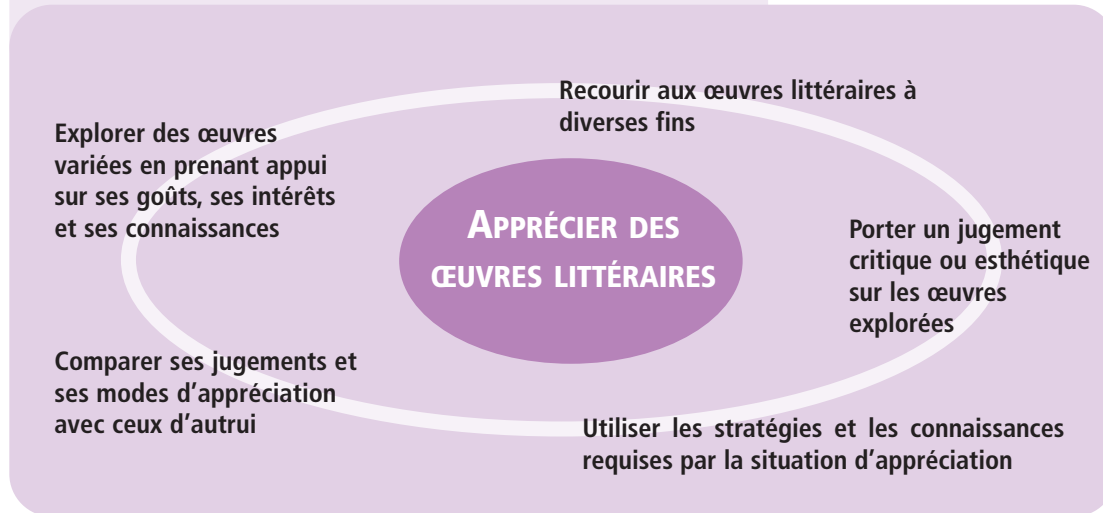 Recourir aux œuvres littéraires à
diverses fins
Explorer des œuvres
variées en prenant appui
sur ses goûts, ses intérêts
et ses connaissances
APPRÉCIER DES
ŒUVRES LITTÉRAIRES
Porter un jugement
critique ou esthétique
sur les œuvres
explorées
Comparer ses jugements et
ses modes d’appréciation
avec ceux d’autrui
Utiliser les stratégies et les connaissances
requises par la situation d’appréciation